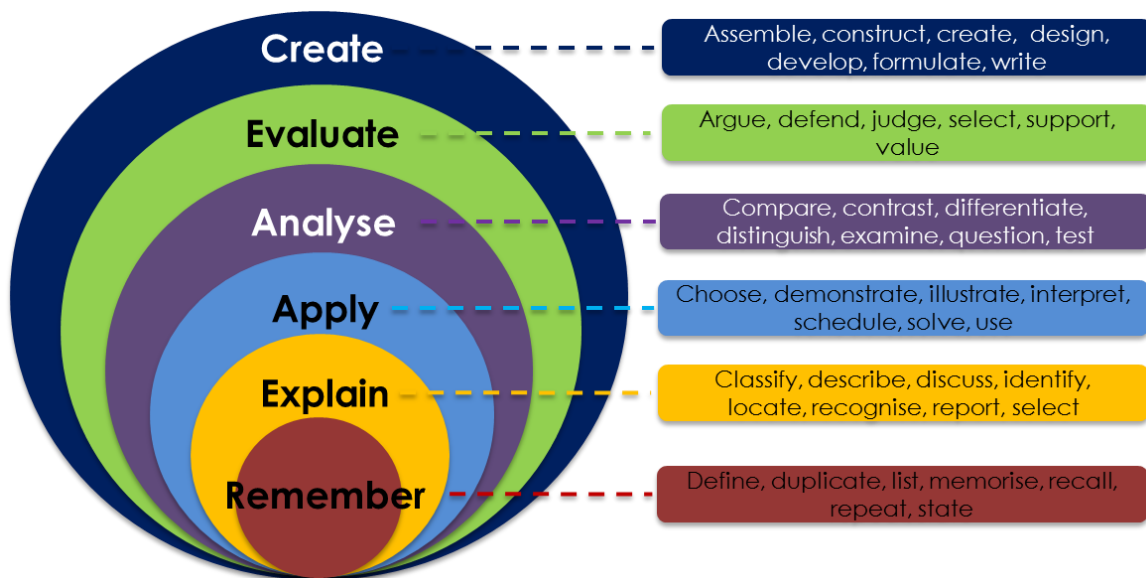 Create
Assemble, construct, create, design,
develop, formulate, write
Evaluate
Argue, defend, judge, select, support,
value
Analyse
Compare, contrast, differentiate,
distinguish, examine, question, test
Apply
Choose, demonstrate, illustrate, interpret,
schedule, solve, use
Explain
Classify, describe, discuss, identify,
locate, recognise, report, select
Remember
Define, duplicate, list, memorise, recall,
repeat, state